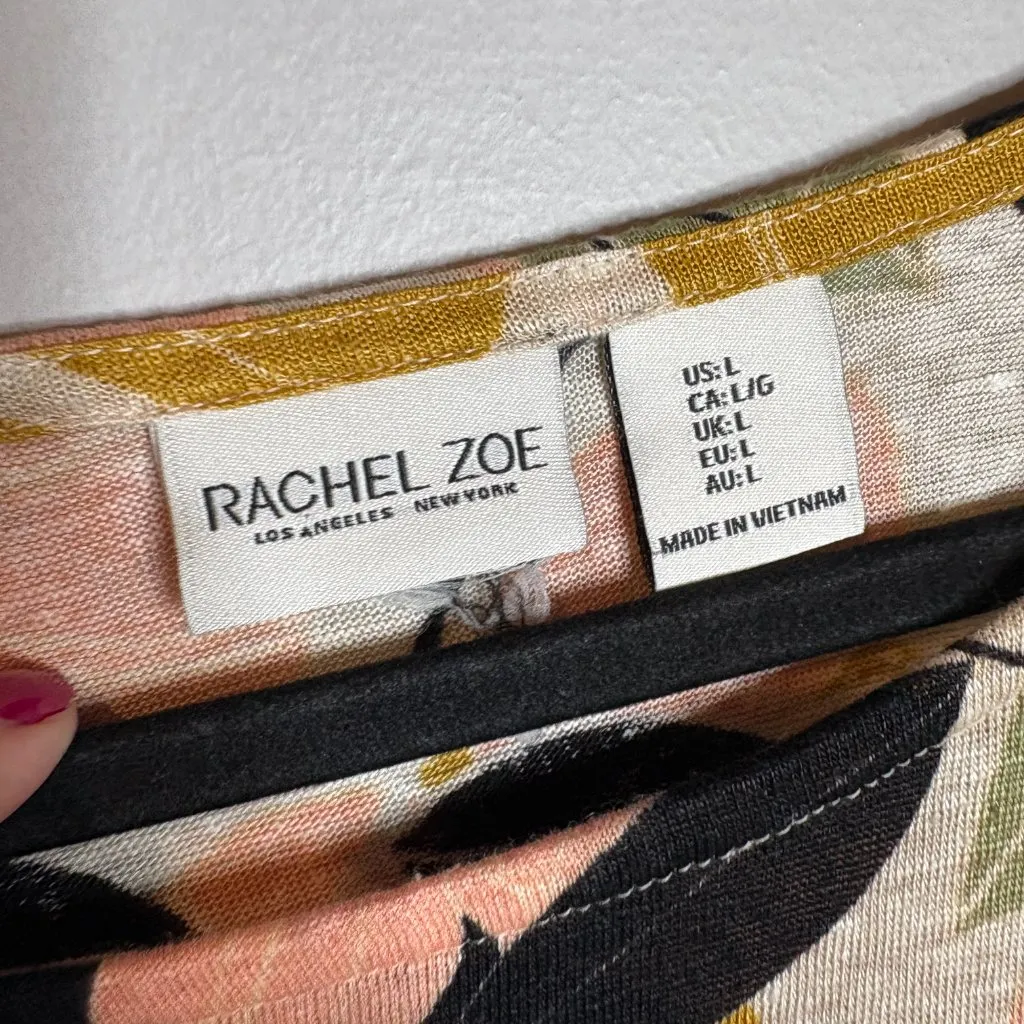 RACHEL ZOE
LOS ANGELES NEW YORK
US: L
CA: L/G
UK: L
EU: L
AU: L
MADE IN VIETNAM